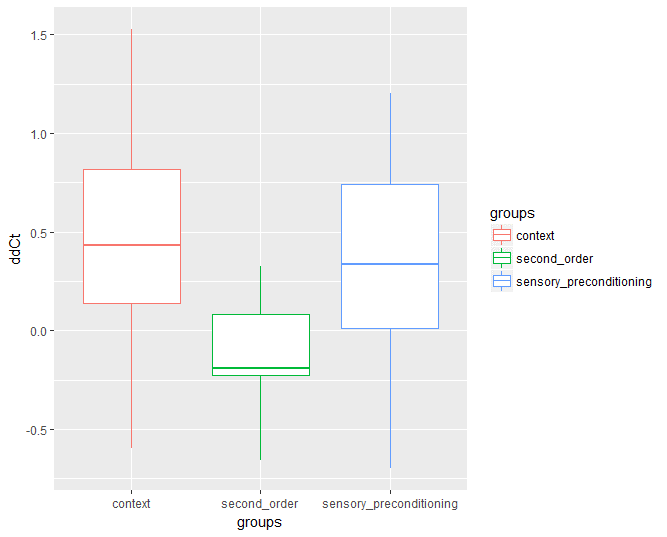 1.5
1.0
0.5
0.0
-0.5
ddCt
context
second_order
sensory_preconditioning
groups
groups
context
second_order
sensory_preconditioning